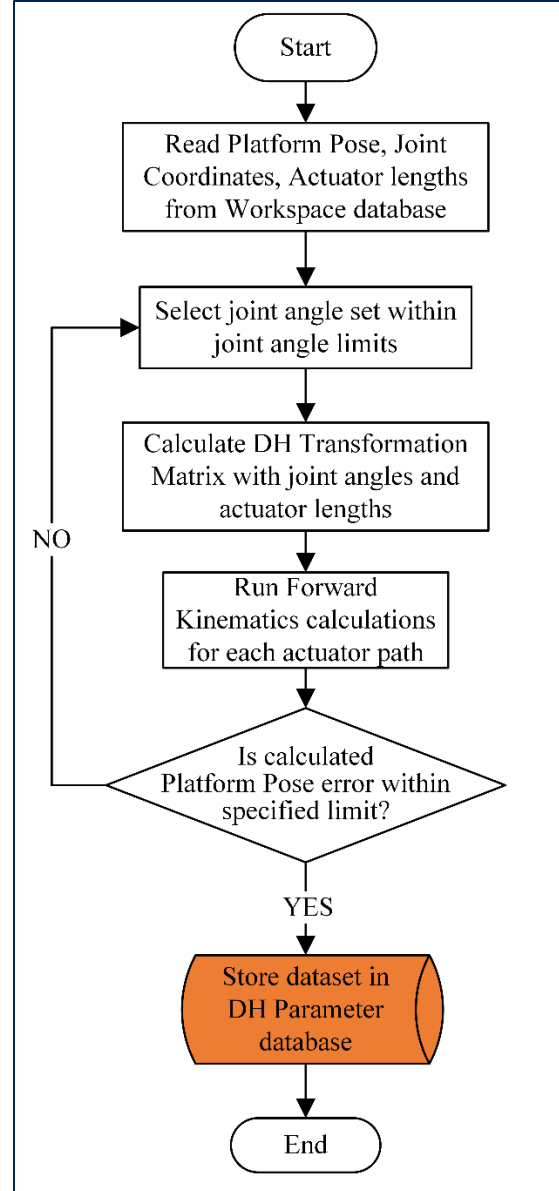 Start
Read Platform Pose, Joint
Coordinates, Actuator lengths
from Workspace database
Select joint angle set within
joint angle limits
Calculate DH Transformation
Matrix with joint angles and
actuator lengths
NO
Run Forward
Kinematics calculations
for each actuator path
Is calculated
Platform Pose error within
specified limit?
YES
Store dataset in
DH Parameter
database
End